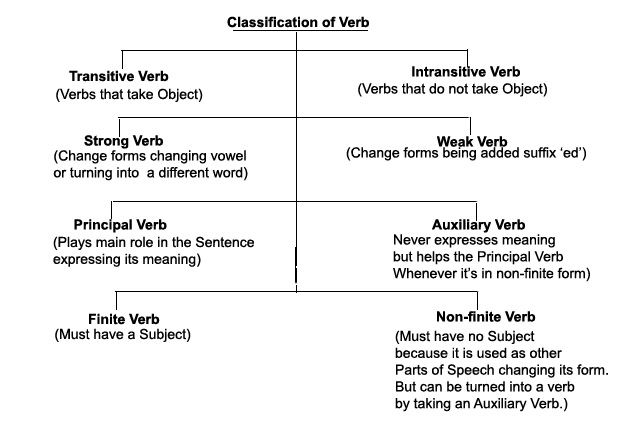 Classification of Verb
Transitive Verb
(Verbs that take Object)
Intransitive Verb
(Verbs that do not take Object)
Strong Verb
(Change forms changing vowel
or turning into a different word)
Weak Verb
(Change forms being added suffix ‘ed’)
Principal Verb
(Plays main role in the Sentence
expressing its meaning)
Auxiliary Verb
Never expresses meaning
but helps the Principal Verb
Whenever it’s in non-finite form)
Finite Verb
(Must have a Subject)
Non-finite Verb
(Must have no Subject
because it is used as other
Parts of Speech changing its form.
But can be turned into a verb
by taking an Auxiliary Verb.)